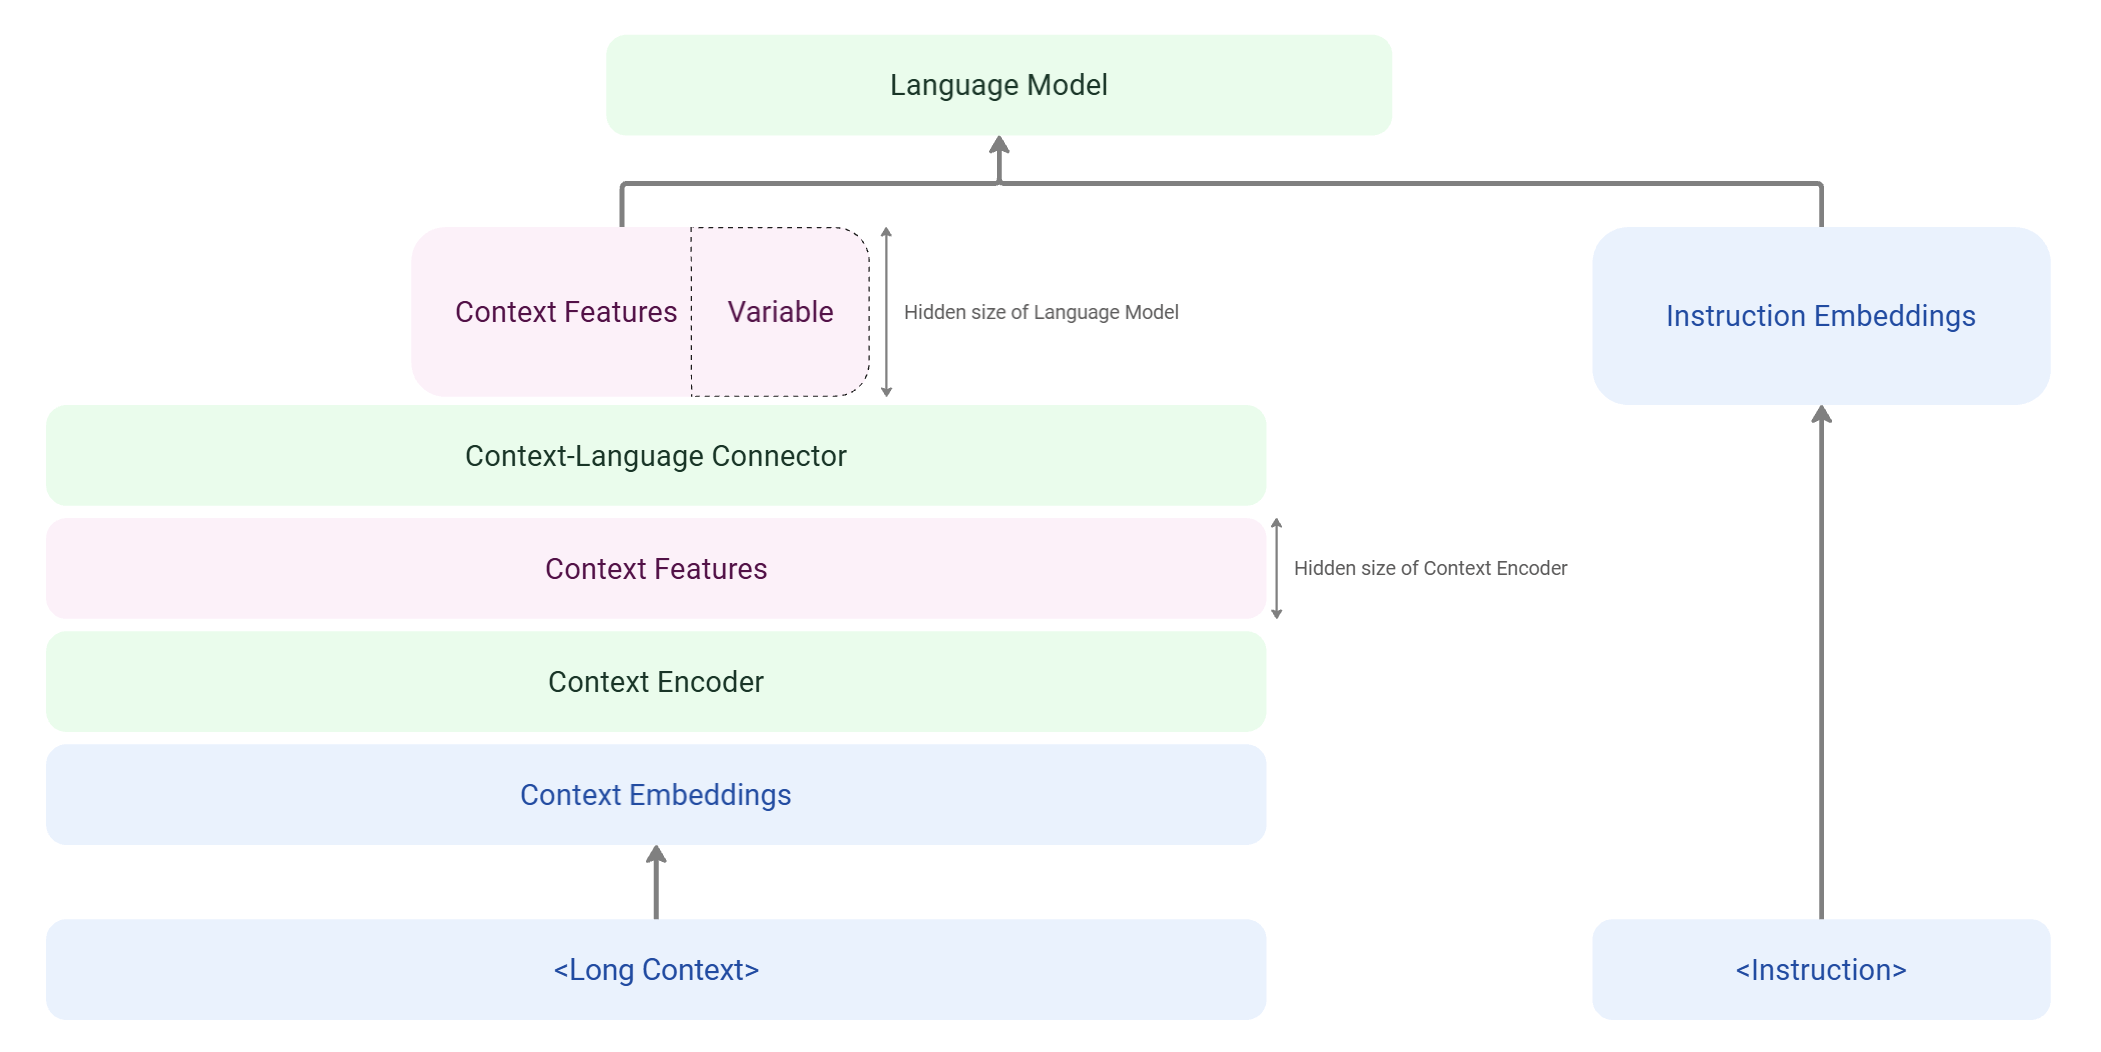 Language Model
Context Features
Variable
Hidden size of Language Model
Instruction Embeddings
Context-Language Connector
Context Features
Hidden size of Context Encoder
Context Encoder
Context Embeddings
<Long Context>
<Instruction>